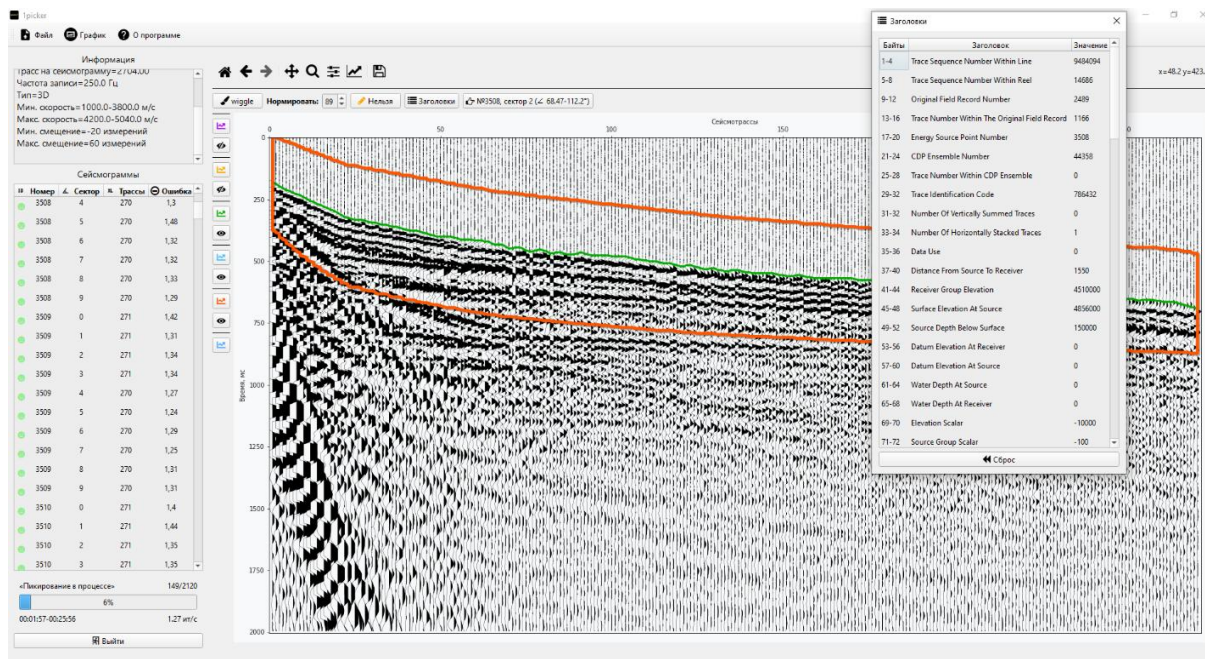 1picker
Файл График О программе
Информация
Трасс на сейсмограмму=2704.00
Частота записи=250.0 Гц
Тип=3D
Мин. скорость=1000.0-3800.0 м/с
Макс. скорость=4200.0-5040.0 м/с
Мин. смещение=-20 измерений
Макс. смещение=60 измерений
Сейсмограммы
Номер Сектор Трассы Ошибка
3508 4 270 1,3
3508 5 270 1,48
3508 6 270 1,32
3508 7 270 1,32
3508 8 270 1,33
3508 9 270 1,29
3509 0 271 1,42
3509 1 271 1,31
3509 2 271 1,34
3509 3 271 1,34
3509 4 270 1,27
3509 5 270 1,24
3509 6 270 1,29
3509 7 270 1,25
3509 8 270 1,31
3509 9 270 1,31
3510 0 271 1,4
3510 1 271 1,44
3510 2 271 1,35
3510 3 271 1,35
«Пикирование в процессе» 149/2120
6%
00:01:57-00:25:56 1.27 ит/с
Выйти
wiggle Нормировать: 89 Нельзя Заголовки №3508, сектор 2 (∠ 68.47-112.2°)
x=48.2 y=423.
Сейсмотрассы
0 50 100 150
Время, мс
0
250
500
750
1000
1250
1500
1750
2000
Заголовки
Байты Заголовок Значение
1-4 Trace Sequence Number Within Line 9484094
5-8 Trace Sequence Number Within Reel 14686
9-12 Original Field Record Number 2489
13-16 Trace Number Within The Original Field Record 1166
17-20 Energy Source Point Number 3508
21-24 CDP Ensemble Number 44358
25-28 Trace Number Within CDP Ensemble 0
29-32 Trace Identification Code 786432
31-32 Number Of Vertically Summed Traces 0
33-34 Number Of Horizontally Stacked Traces 1
35-36 Data Use 0
37-40 Distance From Source To Receiver 1550
41-44 Receiver Group Elevation 4510000
45-48 Surface Elevation At Source 4856000
49-52 Source Depth Below Surface 150000
53-56 Datum Elevation At Receiver 0
57-60 Datum Elevation At Source 0
61-64 Water Depth At Source 0
65-68 Water Depth At Receiver 0
69-70 Elevation Scalar -10000
71-72 Source Group Scalar -100
Сброс